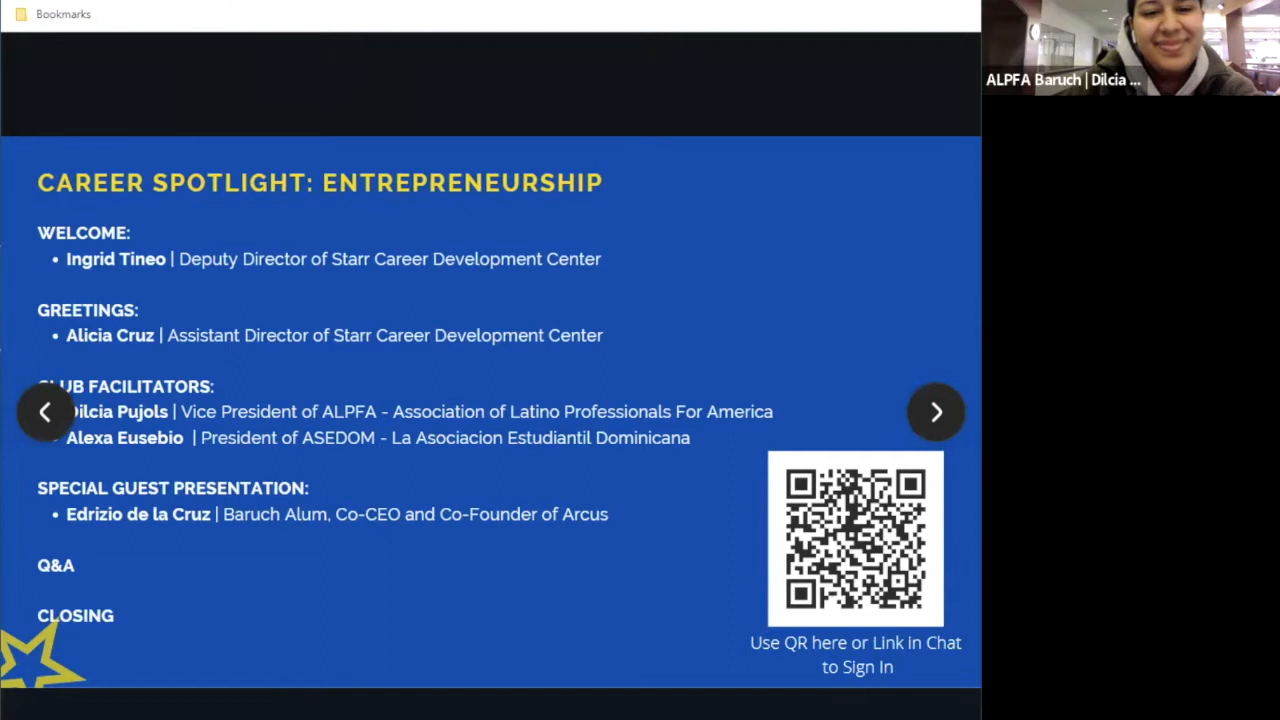 Bookmarks
ALPFA Baruch | Dilcia ...
CAREER SPOTLIGHT: ENTREPRENEURSHIP
WELCOME:
• Ingrid Tineo | Deputy Director of Starr Career Development Center
GREETINGS:
• Alicia Cruz | Assistant Director of Starr Career Development Center
CLUB FACILITATORS:
Dilcia Pujols | Vice President of ALPFA - Association of Latino Professionals For America
• Alexa Eusebio | President of ASEDOM - La Asociacion Estudiantil Dominicana
SPECIAL GUEST PRESENTATION:
• Edrizio de la Cruz | Baruch Alum, Co-CEO and Co-Founder of Arcus
Q&A
CLOSING
Use QR here or Link in Chat
to Sign In